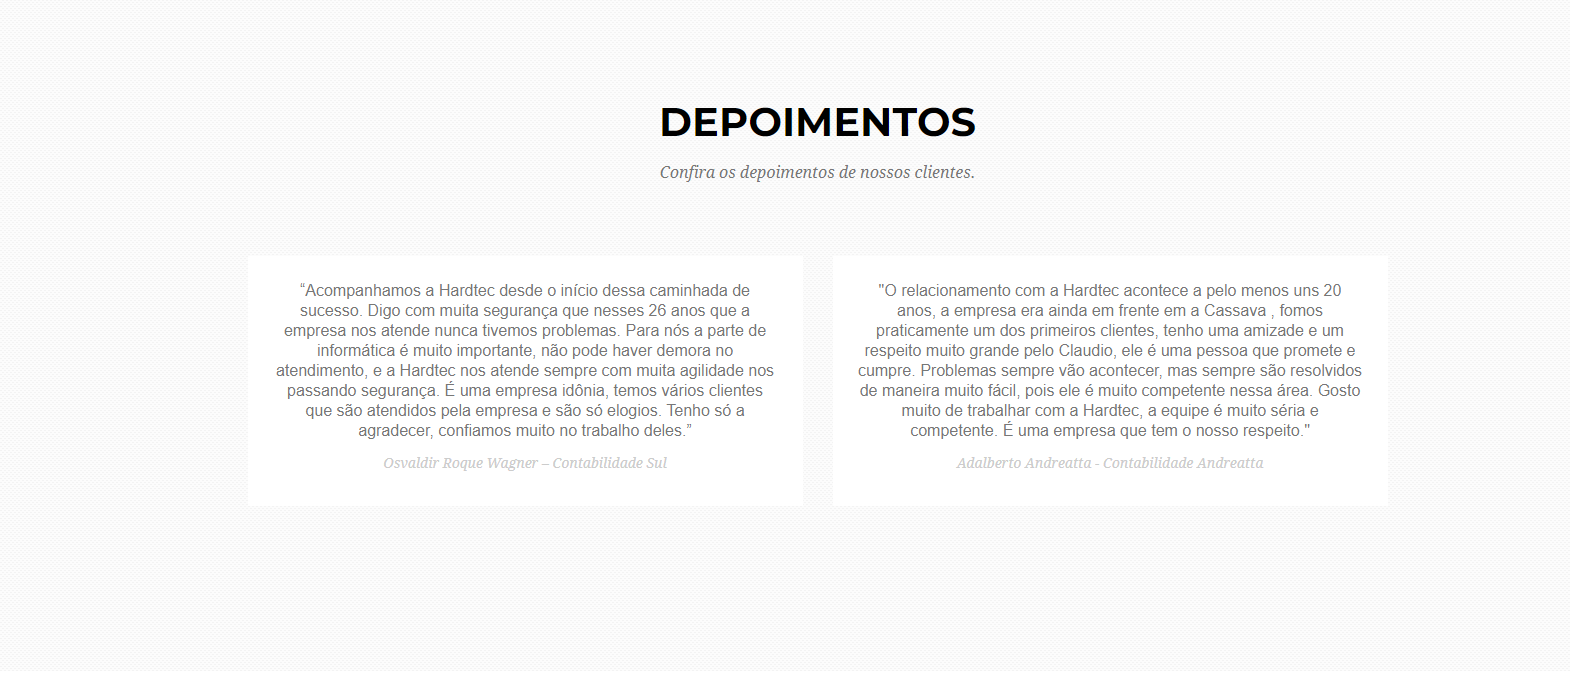 DEPOIMENTOS
Confira os depoimentos de nossos clientes.
“Acompanhamos a Hardtec desde o início dessa caminhada de
sucesso. Digo com muita segurança que nesses 26 anos que a
empresa nos atende nunca tivemos problemas. Para nós a parte de
informática é muito importante, não pode haver demora no
atendimento, e a Hardtec nos atende sempre com muita agilidade nos
passando segurança. É uma empresa idônia, temos vários clientes
que são atendidos pela empresa e são só elogios. Tenho só a
agradecer, confiamos muito no trabalho deles.”
Osvaldir Roque Wagner – Contabilidade Sul
"O relacionamento com a Hardtec acontece a pelo menos uns 20
anos, a empresa era ainda em frente em a Cassava , fomos
praticamente um dos primeiros clientes, tenho uma amizade e um
respeito muito grande pelo Claudio, ele é uma pessoa que promete e
cumpre. Problemas sempre vão acontecer, mas sempre são resolvidos
de maneira muito fácil, pois ele é muito competente nessa área. Gosto
muito de trabalhar com a Hardtec, a equipe é muito séria e
competente. É uma empresa que tem o nosso respeito."
Adalberto Andreatta - Contabilidade Andreatta